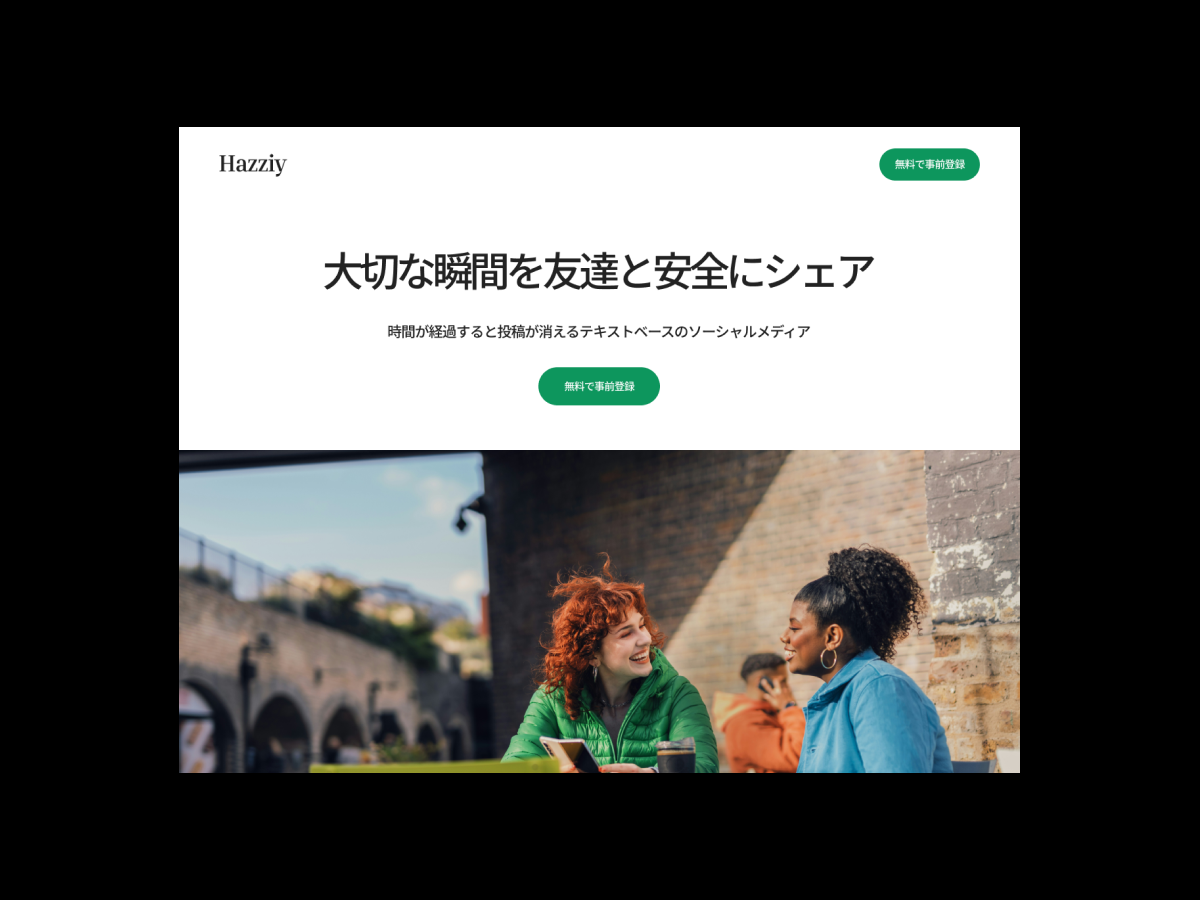 Hazziy
無料で事前登録
大切な瞬間を友達と安全にシェア
時間が経過すると投稿が消えるテキストベースのソーシャルメディア
無料で事前登録